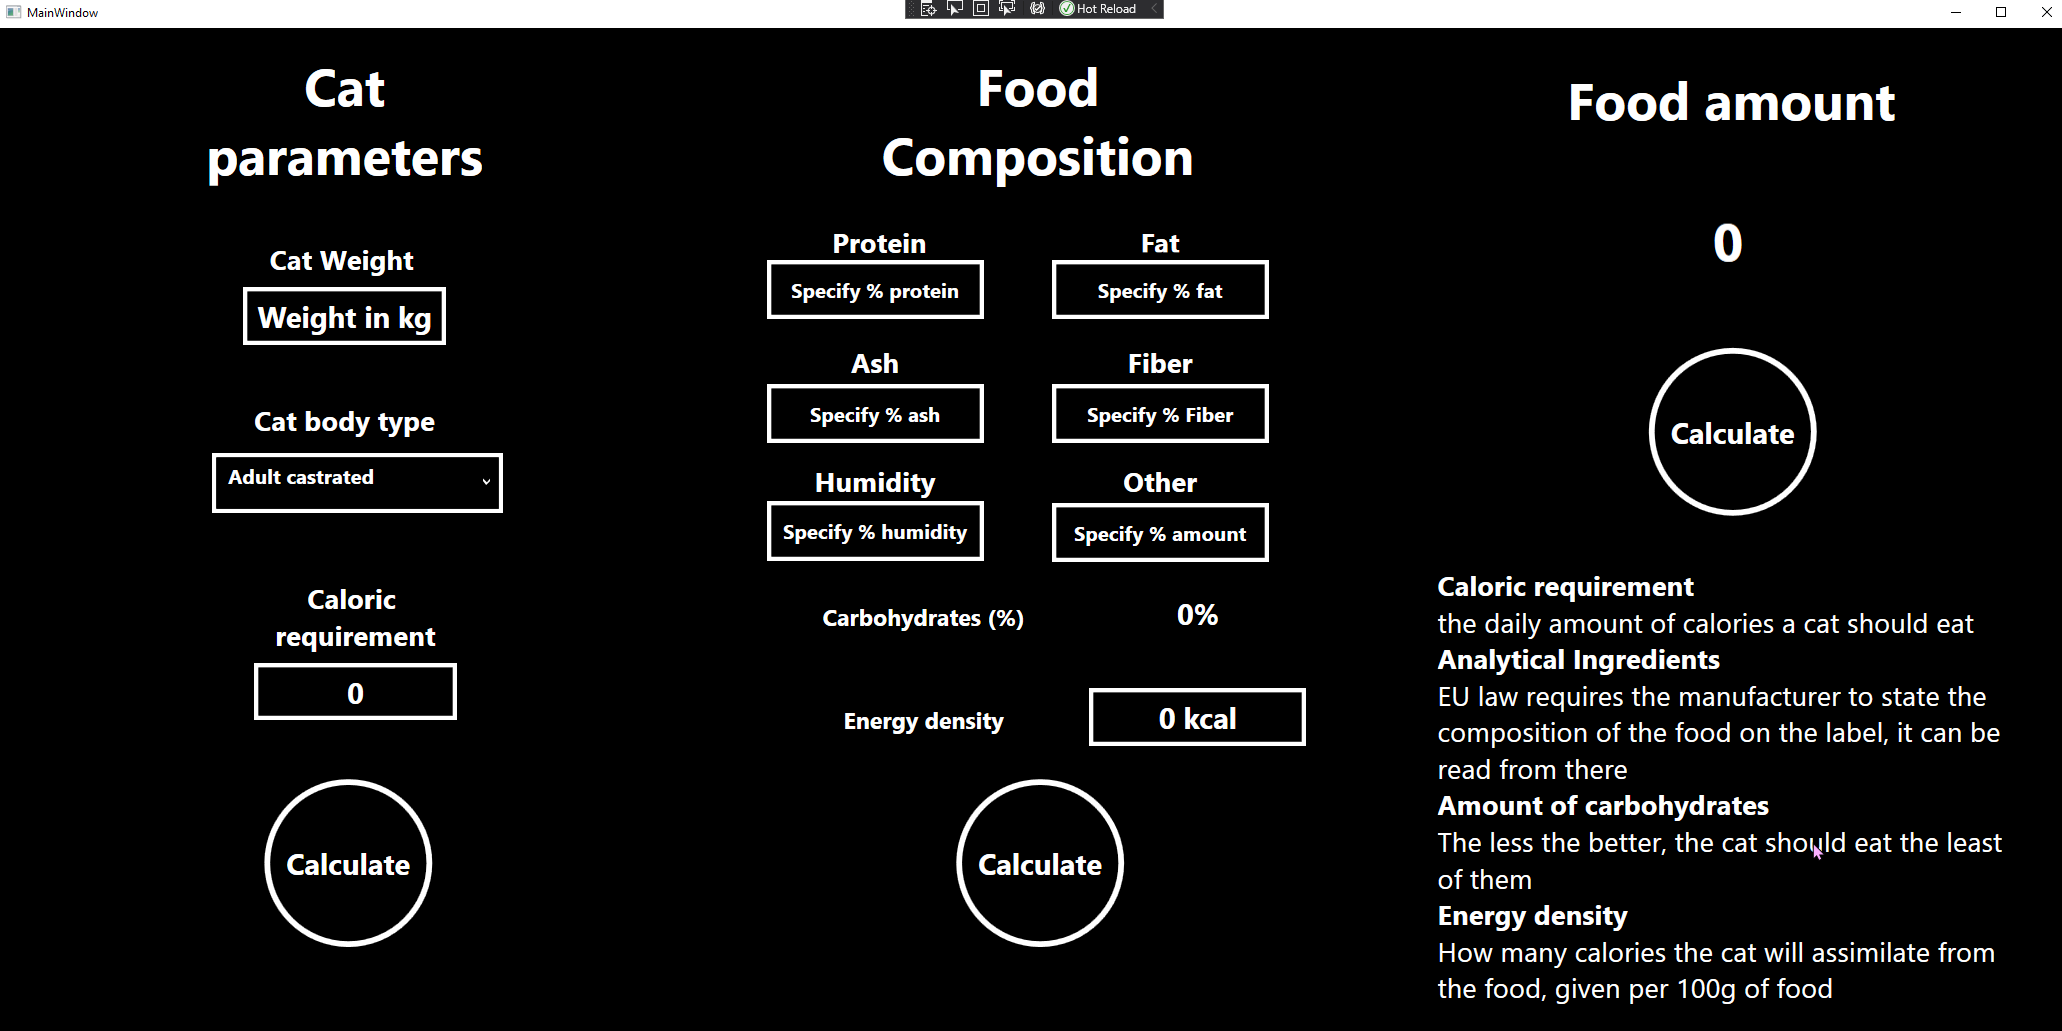 MainWindow
Hot Reload
Cat
parameters
Cat Weight
Weight in kg
Cat body type
Adult castrated
Caloric
requirement
0
Calculate
Food
Composition
Protein
Fat
Specify % protein
Specify % fat
Ash
Fiber
Specify % ash
Specify % Fiber
Humidity
Other
Specify % humidity
Specify % amount
Carbohydrates (%)
0%
Energy density
0 kcal
Calculate
Food amount
0
Calculate
Caloric requirement
the daily amount of calories a cat should eat
Analytical Ingredients
EU law requires the manufacturer to state the
composition of the food on the label, it can be
read from there
Amount of carbohydrates
The less the better, the cat should eat the least
of them
Energy density
How many calories the cat will assimilate from
the food, given per 100g of food